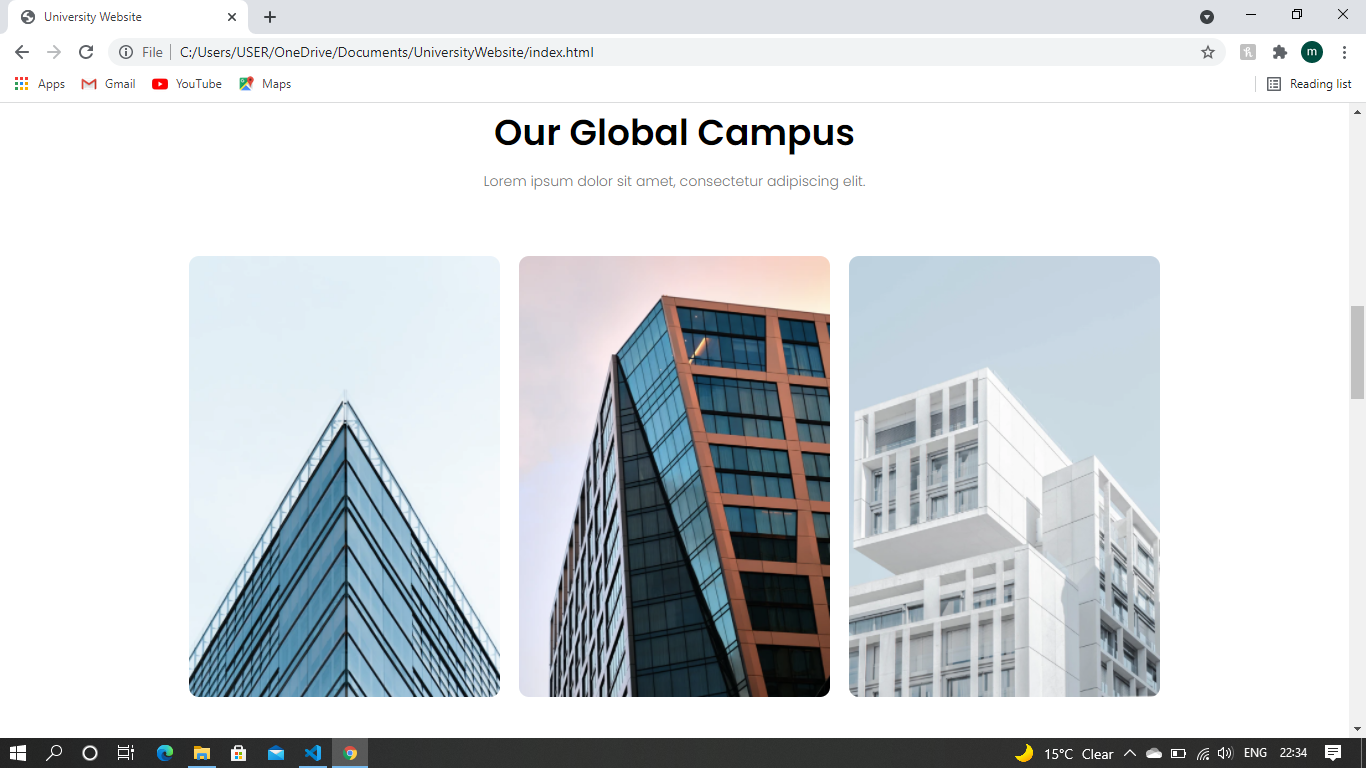 University Website
File C:/Users/USER/OneDrive/Documents/UniversityWebsite/index.html
m
Apps Gmail YouTube Maps Reading list
Our Global Campus
Lorem ipsum dolor sit amet, consectetur adipiscing elit.
15°C Clear ENG 22:34